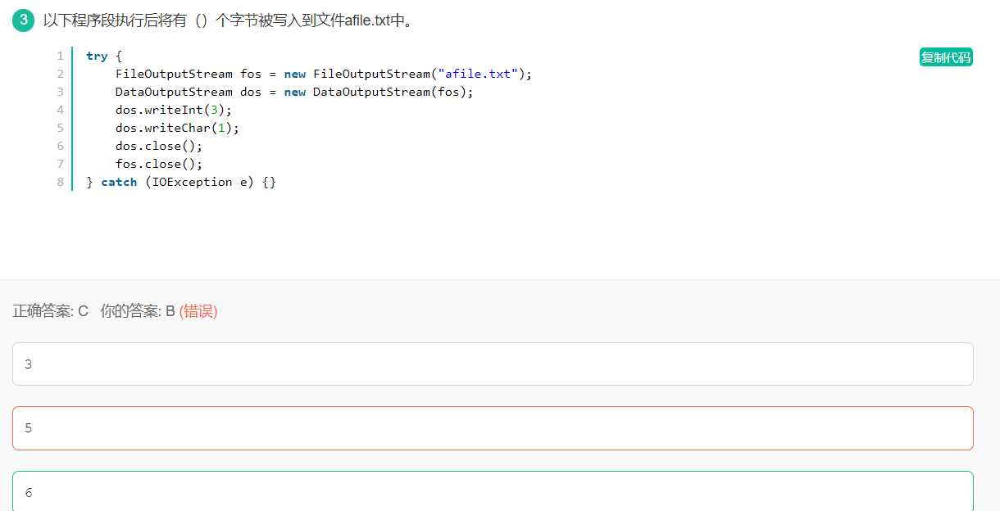 3 以下程序段执行后将有（）个字节被写入到文件afile.txt中。
复制代码
1 try {
2 FileOutputStream fos = new FileOutputStream("afile.txt");
3 DataOutputStream dos = new DataOutputStream(fos);
4 dos.writeInt(3);
5 dos.writeChar(1);
6 dos.close();
7 fos.close();
8 } catch (IOException e) {}
正确答案: C 你的答案: B (错误)
3
5
6